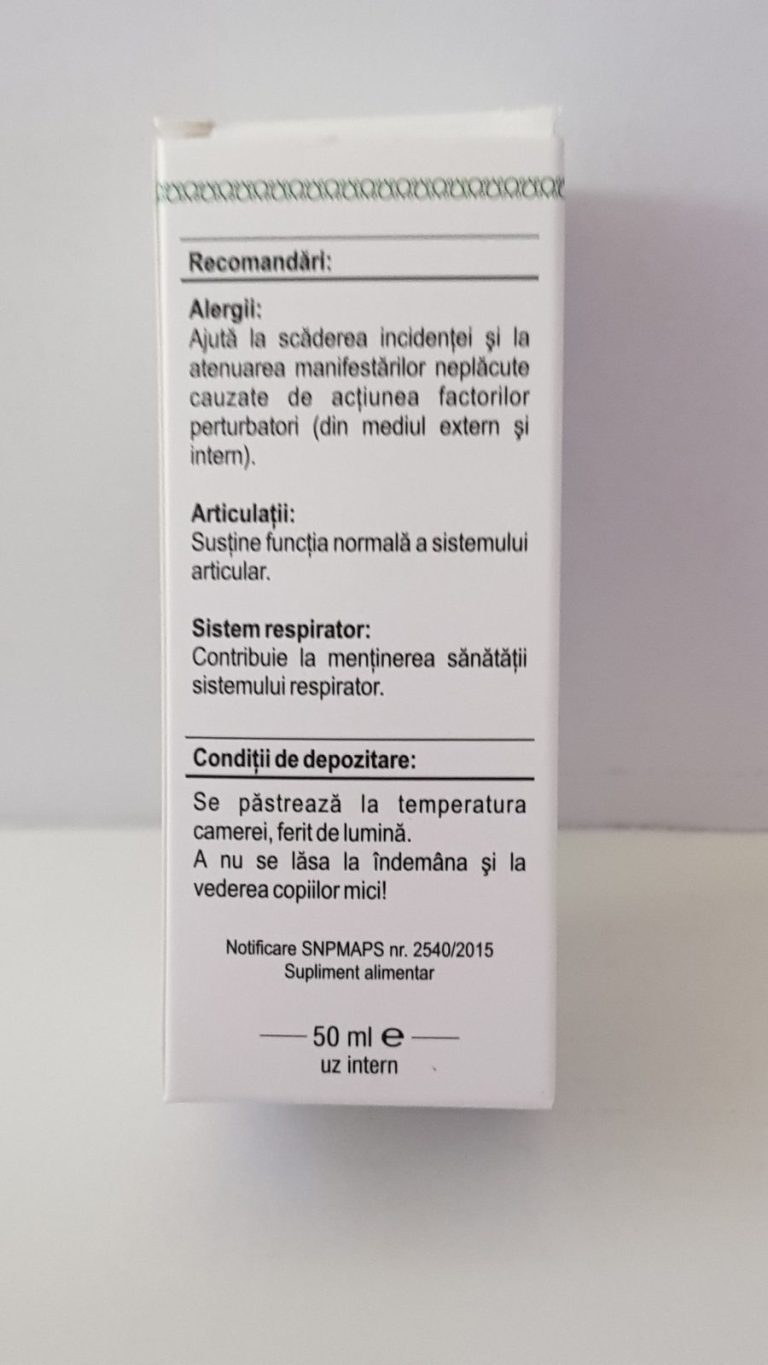 Recomandări:
Alergii:
Ajută la scăderea incidenței şi la
atenuarea manifestărilor neplăcute
cauzate de acțiunea factorilor
perturbatori (din mediul extern şi
intern).
Articulații:
Susține funcția normală a sistemului
articular.
Sistem respirator:
Contribuie la menținerea sănătății
sistemului respirator.
Condiții de depozitare:
Se păstrează la temperatura
camerei, ferit de lumină.
A nu se lăsa la îndemâna şi la
vederea copiilor mici!
Notificare SNPMAPS nr. 2540/2015
Supliment alimentar
50 ml ℮
uz intern